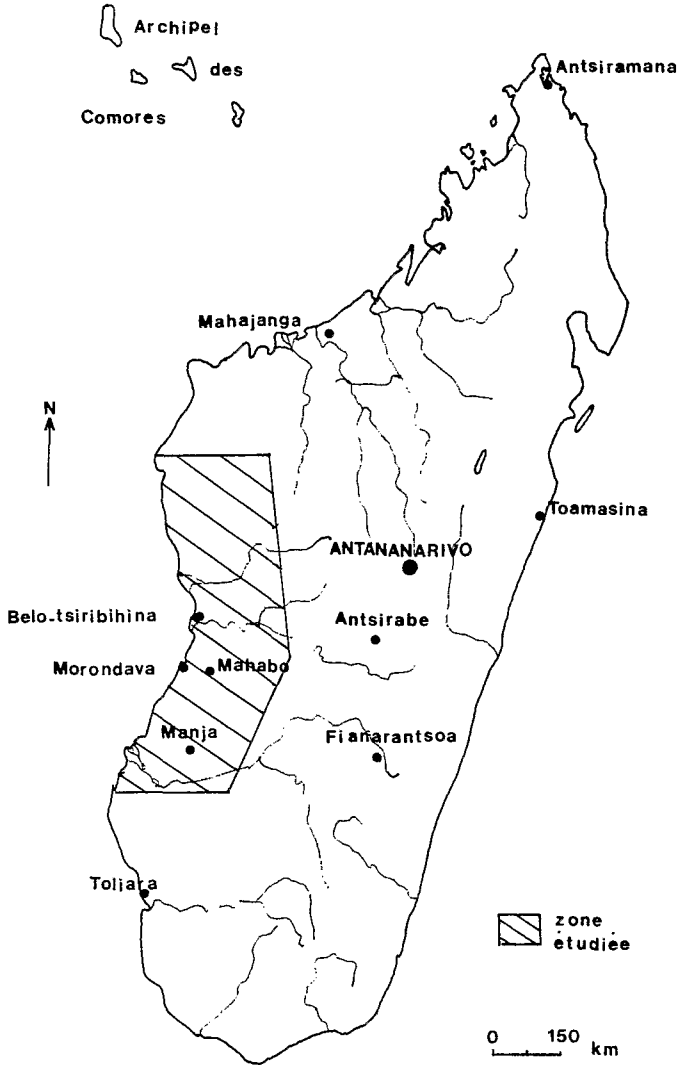 Archipel
des
Comores
Antsiramana
Mahajanga
N
Toamasina
ANTANANARIVO
Belo-tsiribihina
Antsirabe
Morondava
Mahabo
Manja
Fianarantsoa
Toliara
zone
étudiée
0 150 km